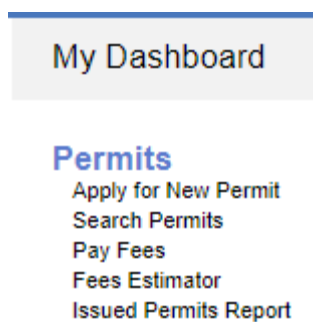 My Dashboard
Permits
Apply for New Permit
Search Permits
Pay Fees
Fees Estimator
Issued Permits Report